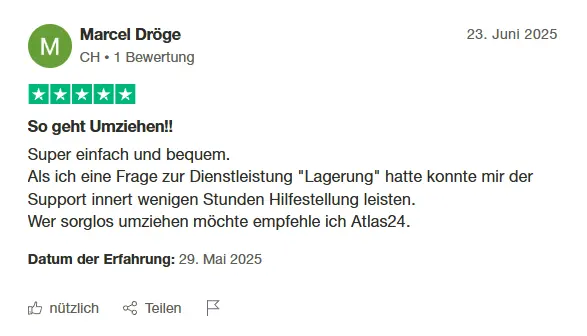 M
Marcel Dröge
23. Juni 2025
CH • 1 Bewertung
So geht Umziehen!!
Super einfach und bequem.
Als ich eine Frage zur Dienstleistung "Lagerung" hatte konnte mir der
Support innert wenigen Stunden Hilfestellung leisten.
Wer sorglos umziehen möchte empfehle ich Atlas24.
Datum der Erfahrung: 29. Mai 2025
nützlich
Teilen